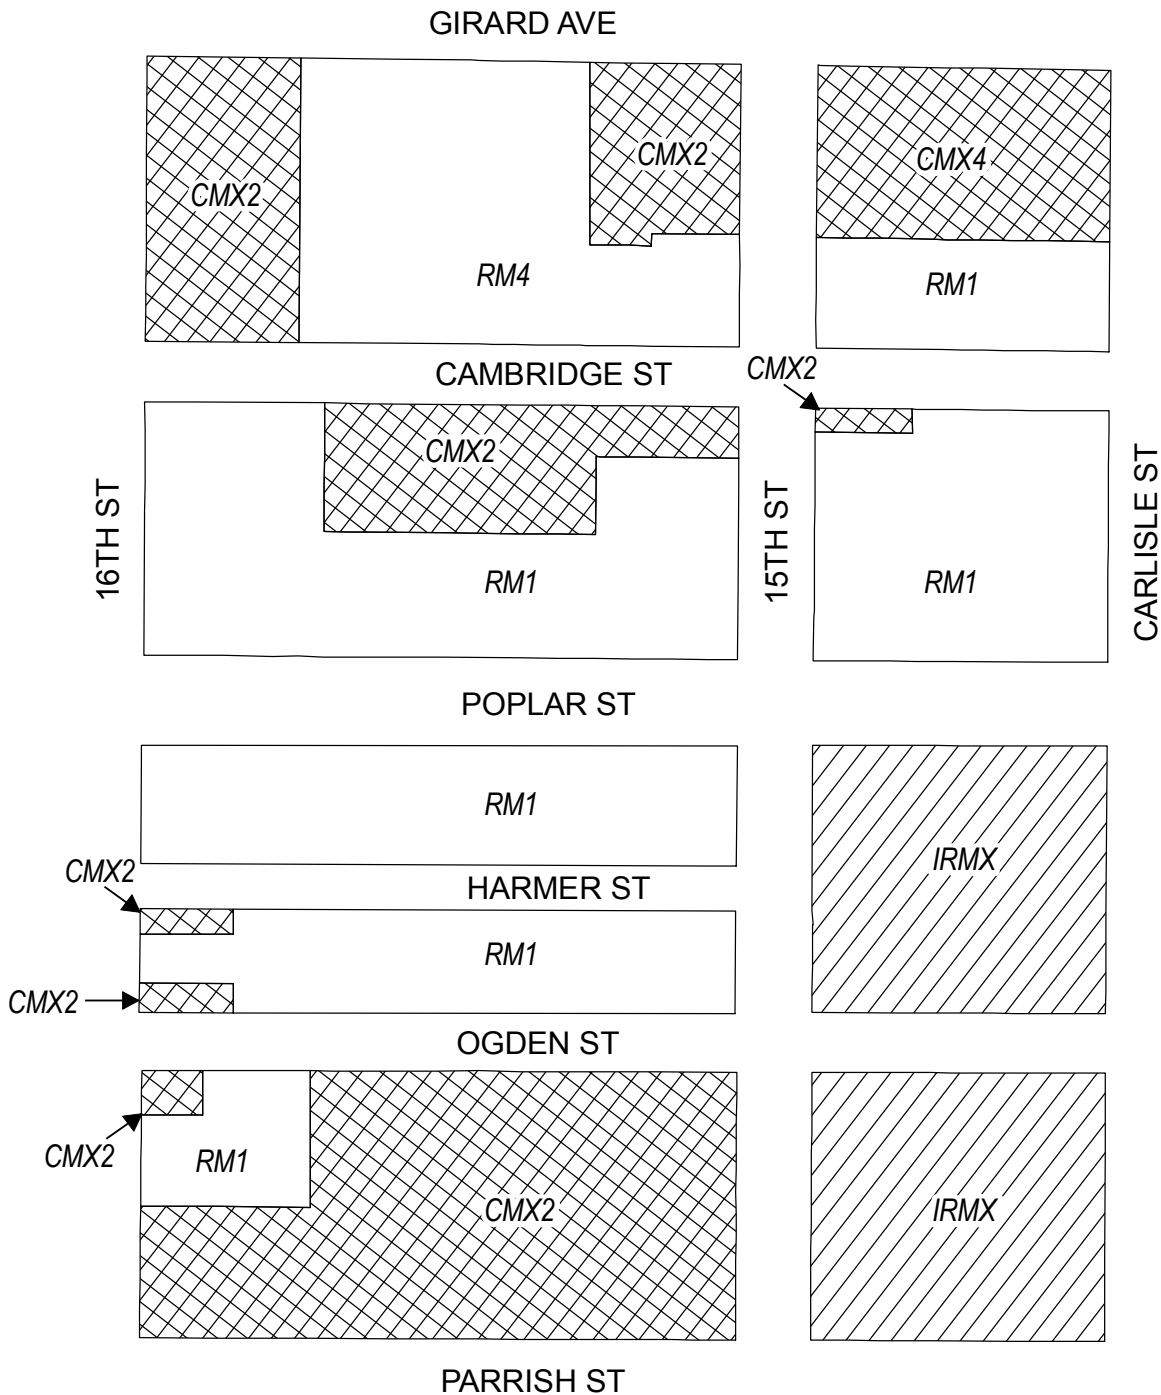 GIRARD AVE
CMX2
CMX2
CMX4
RM4
RM1
CAMBRIDGE ST
CMX2
CMX2
16TH ST
15TH ST
CARLISLE ST
RM1
RM1
POPLAR ST
RM1
IRMX
CMX2
HARMER ST
RM1
CMX2
OGDEN ST
CMX2
RM1
CMX2
IRMX
PARRISH ST